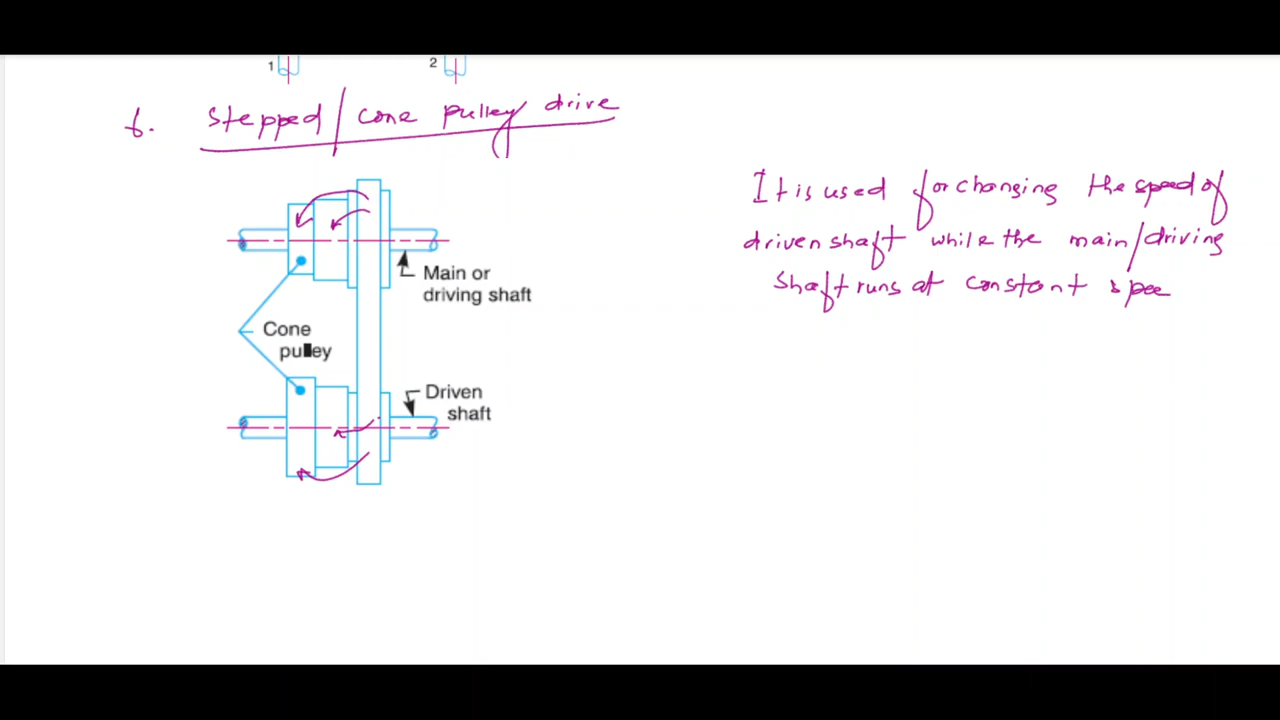 1 2
6. Stepped/cone pulley drive
It is used for changing the speed of
driven shaft while the main/driving
shaft runs at constant spee
Main or
driving shaft
Cone
pulley
Driven
shaft